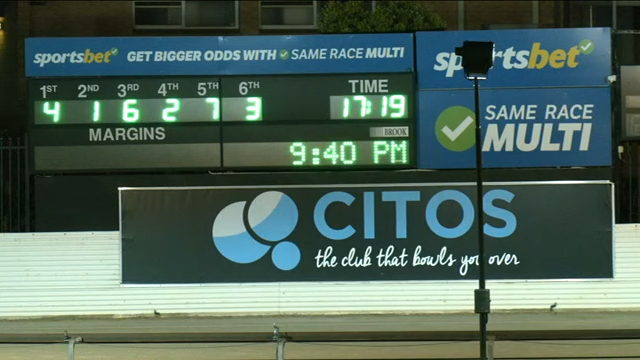 sportsbet GET BIGGER ODDS WITH SAME RACE MULTI
sportsbet
1ST 2ND 3RD 4TH 5TH 6TH TIME
4 1 6 2 7 3 17:19
MARGINS BROOK
9:40 PM
SAME RACE
MULTI
CITOS
the club that bowls you over